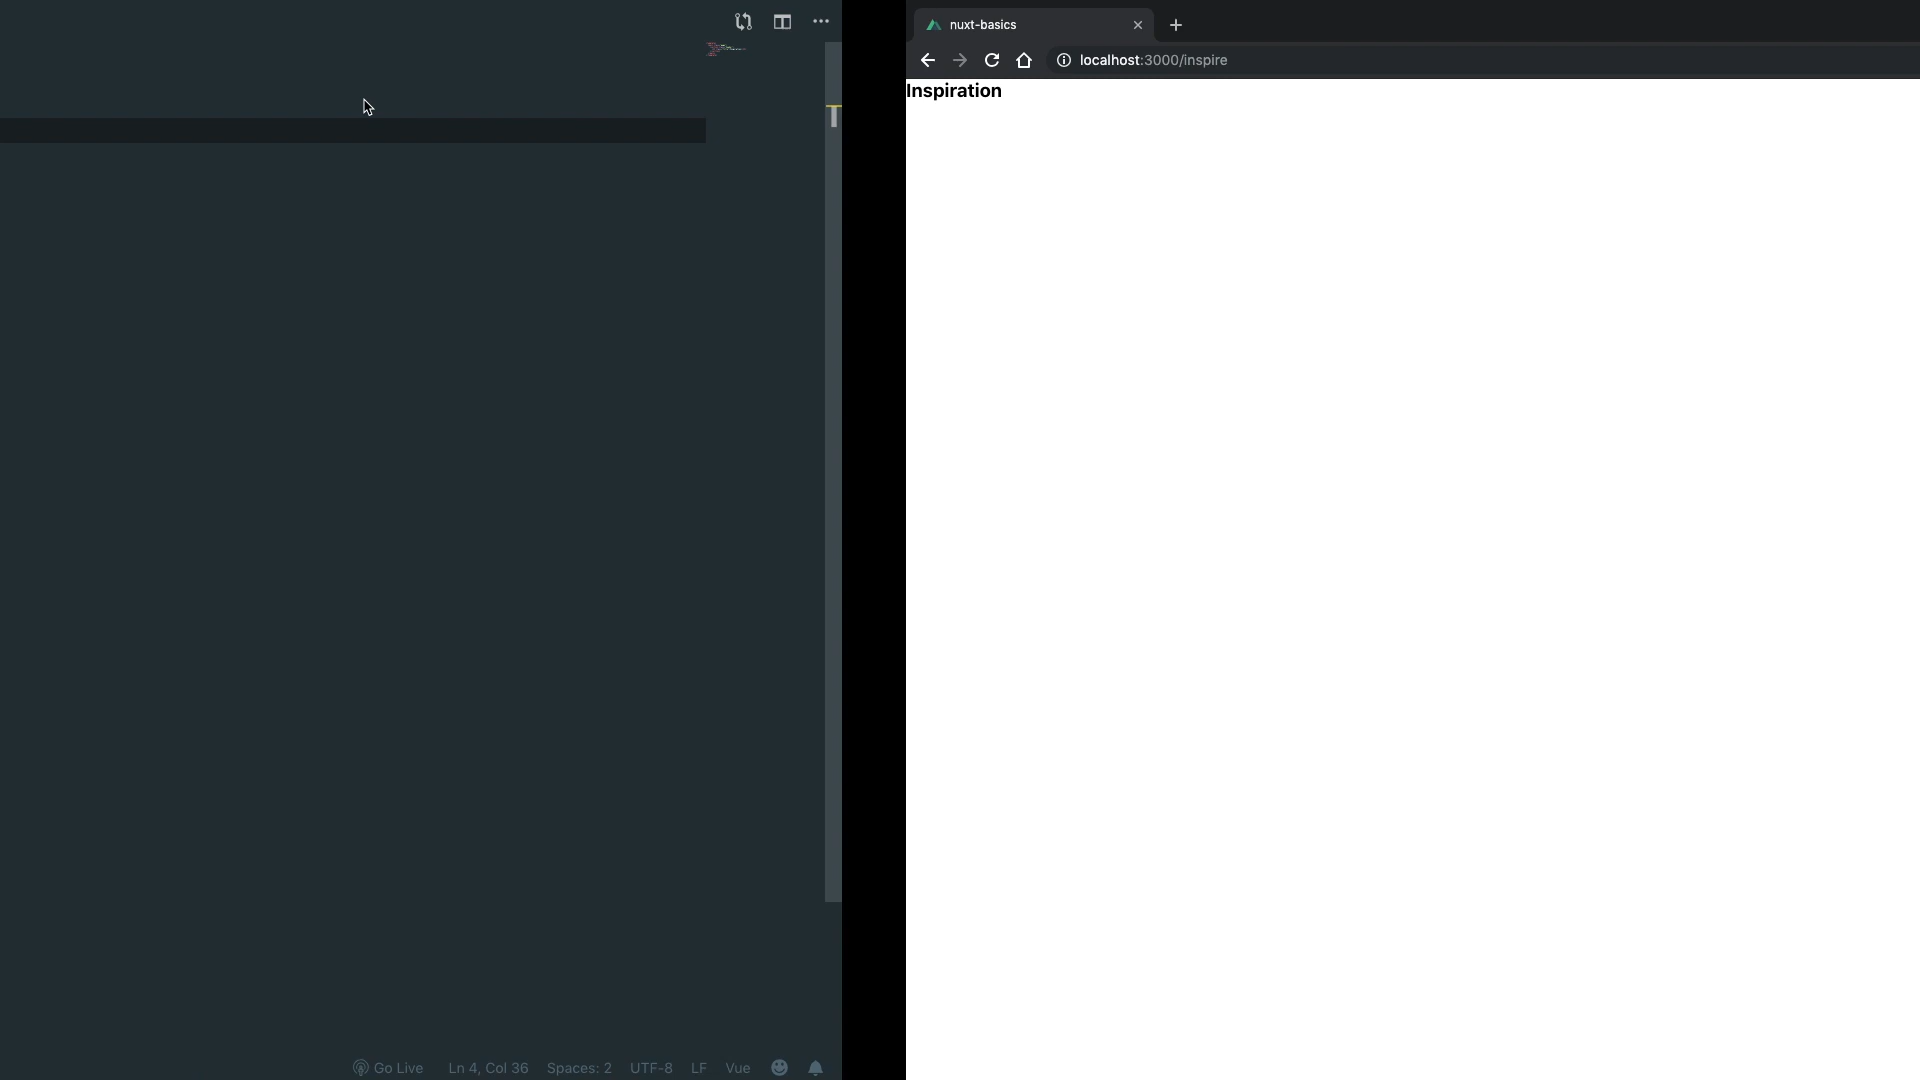 nuxt-basics
localhost:3000/inspire
Inspiration
Go Live Ln 4, Col 36 Spaces: 2 UTF-8 LF Vue